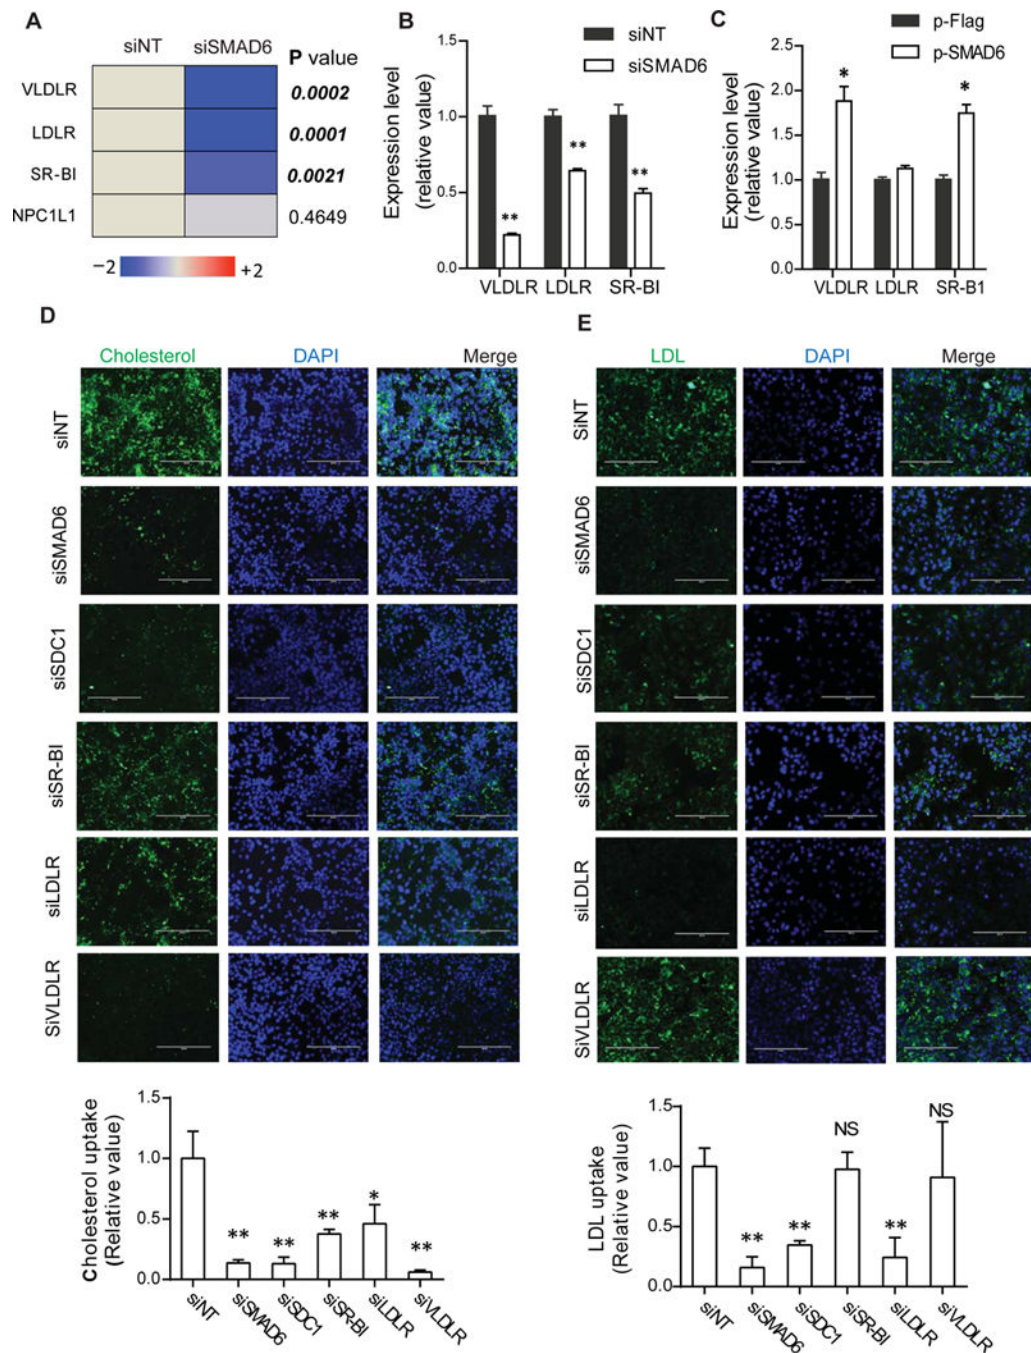 A
siNT siSMAD6 P value
VLDLR 0.0002
LDLR 0.0001
SR-BI 0.0021
NPC1L1 0.4649
−2 +2
B
siNT
siSMAD6
Expression level
(relative value)
1.5
1.0
0.5
0.0
** ** **
VLDLR LDLR SR-BI
C
p-Flag
p-SMAD6
Expression level
(relative value)
2.5
2.0
1.5
1.0
0.5
0.0
* *
VLDLR LDLR SR-B1
D
Cholesterol DAPI Merge
siNT
siSMAD6
siSDC1
siSR-BI
siLDLR
SiVLDLR
Cholesterol uptake
(Relative value)
1.5
1.0
0.5
0.0
** ** ** * **
siNT siSMAD6 siSDC1 siSR-BI siLDLR siVLDLR
E
LDL DAPI Merge
SiNT
siSMAD6
SiSDC1
siSR-BI
siLDLR
SiVLDLR
LDL uptake
(Relative value)
1.5
1.0
0.5
0.0
** ** NS ** NS
siNT siSMAD6 siSDC1 siSR-BI siLDLR siVLDLR